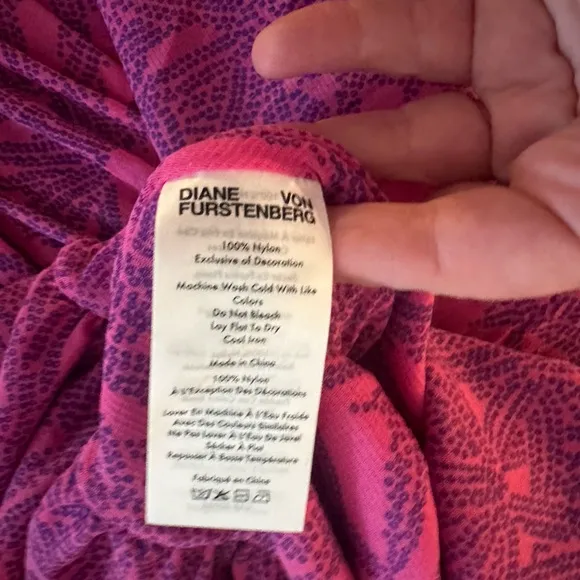 DIANE VON
FURSTENBERG
100% Nylon
Exclusive of Decoration
Machine Wash Cold With Like
Colors
Do Not Bleach
Lay Flat To Dry
Cool Iron
Made in China
100% Nylon
À L'Exception Des Décorations
Laver En Machine À L'Eau Froide
Avec Des Couleurs Similaires
Ne Pas Laver À L'Eau De Javel
Sécher À Plat
Repasser À Basse Température
Fabriqué en Chine